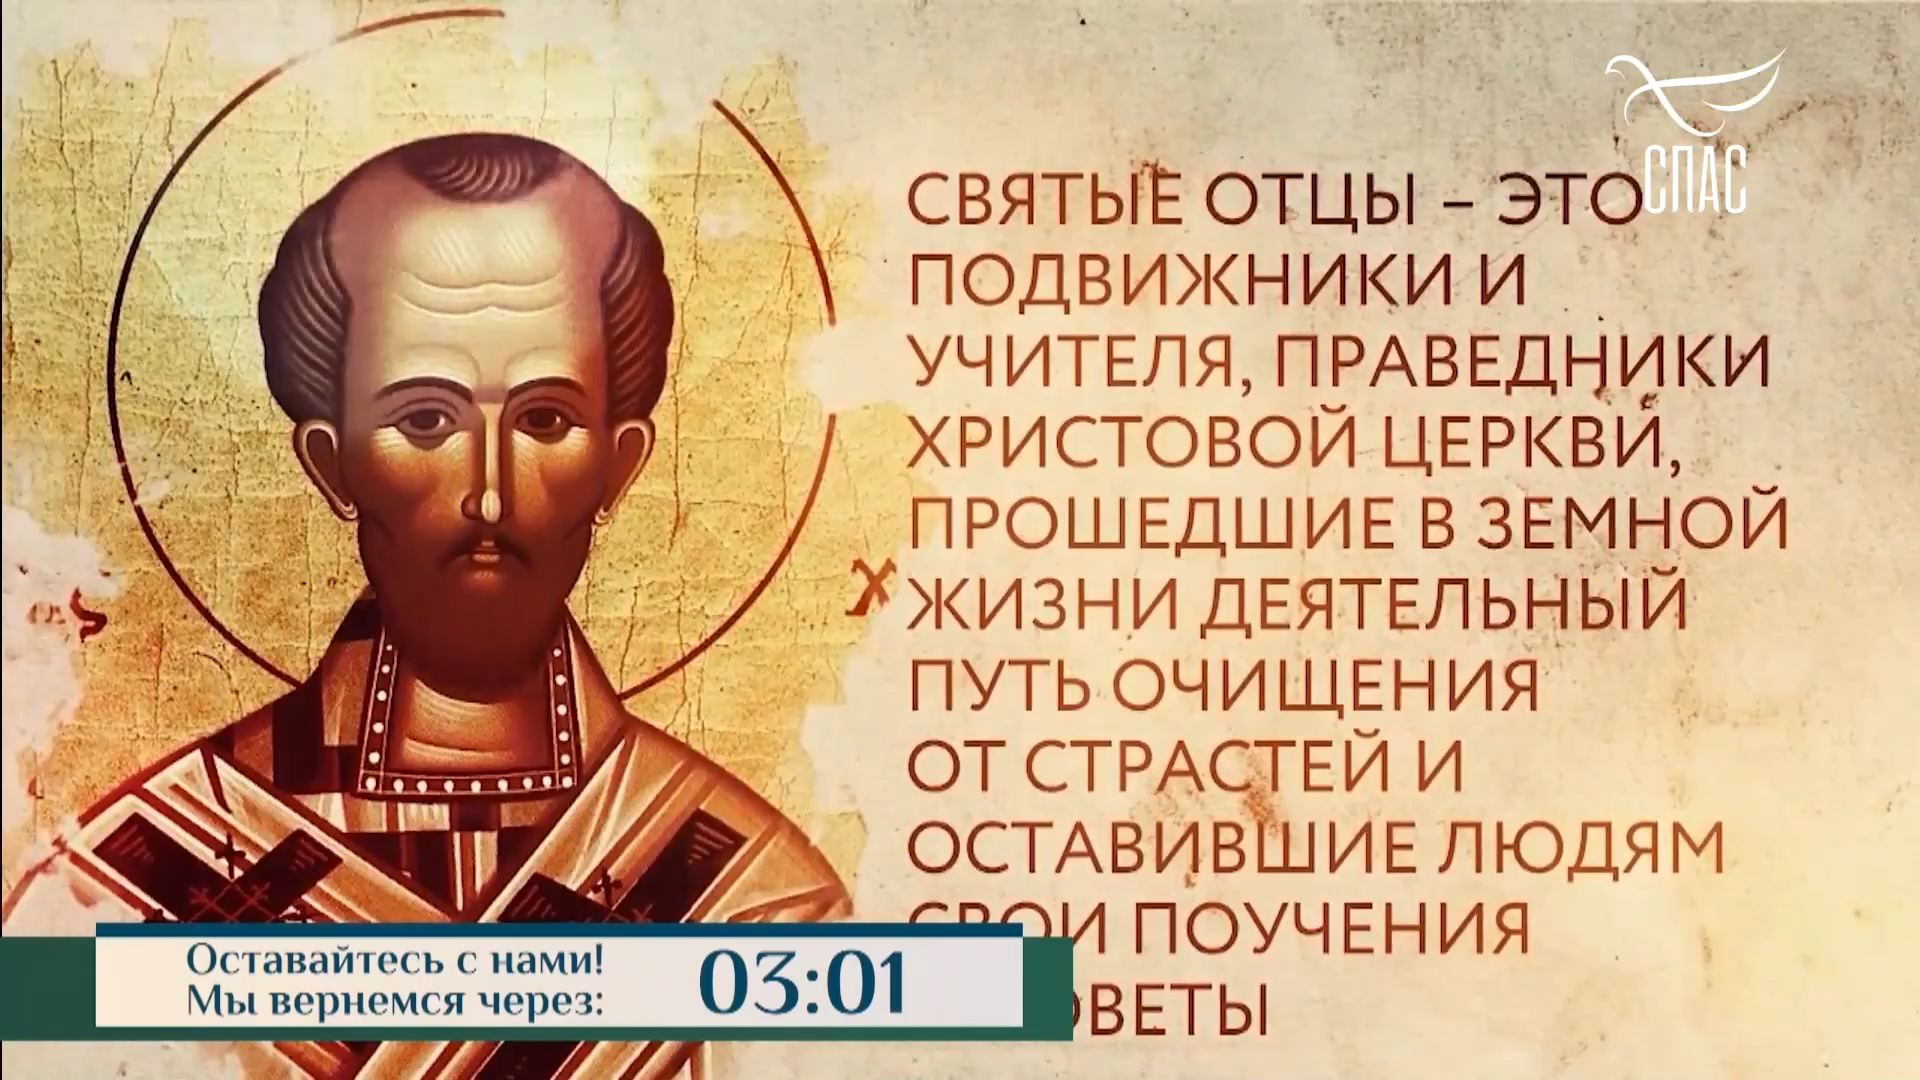 СПАС
СВЯТЫЕ ОТЦЫ – ЭТО
ПОДВИЖНИКИ И
УЧИТЕЛЯ, ПРАВЕДНИКИ
ХРИСТОВОЙ ЦЕРКВИ,
ПРОШЕДШИЕ В ЗЕМНОЙ
ЖИЗНИ ДЕЯТЕЛЬНЫЙ
ПУТЬ ОЧИЩЕНИЯ
ОТ СТРАСТЕЙ И
ОСТАВИВШИЕ ЛЮДЯМ
СВОИ ПОУЧЕНИЯ
Оставайтесь с нами!
Мы вернемся через:
03:01